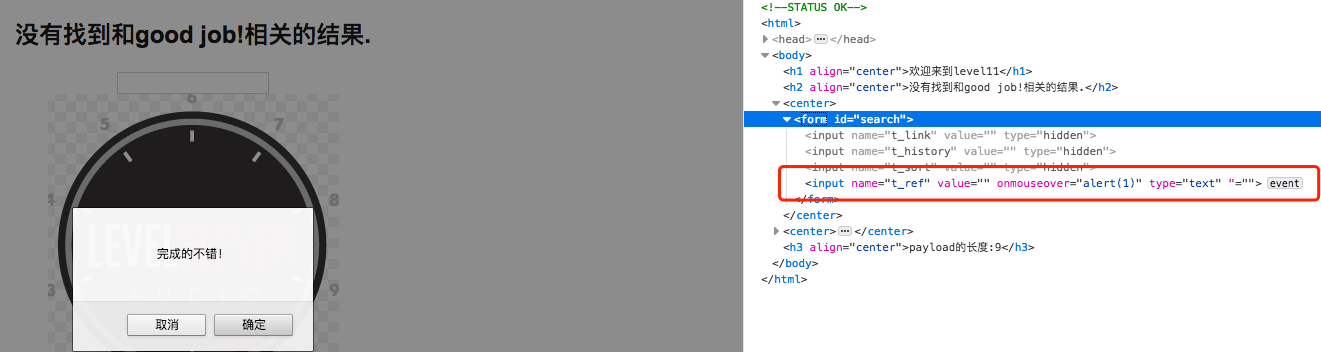 没有找到和good job!相关的结果.
6
5
7
4
8
3
9
LEVEL ELEVEN
完成的不错！
取消
确定
<!--STATUS OK-->
<html>
<head> ••• </head>
<body>
<h1 align="center">欢迎来到level11</h1>
<h2 align="center">没有找到和good job!相关的结果.</h2>
<center>
<form id="search">
<input name="t_link" value="" type="hidden">
<input name="t_history" value="" type="hidden">
<input name="t_sort" value="" type="hidden">
<input name="t_ref" value="" onmouseover="alert(1)" type="text" "=""> event
</form>
</center>
<center> ••• </center>
<h3 align="center">payload的长度:9</h3>
</body>
</html>